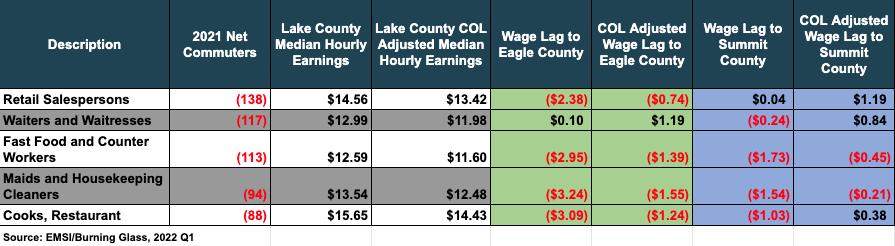 Description 2021 Net Commuters Lake County Median Hourly Earnings Lake County COL Adjusted Median Hourly Earnings Wage Lag to Eagle County COL Adjusted Wage Lag to Eagle County Wage Lag to Summit County COL Adjusted Wage Lag to Summit County
Retail Salespersons (138) $14.56 $13.42 ($2.38) ($0.74) $0.04 $1.19
Waiters and Waitresses (117) $12.99 $11.98 $0.10 $1.19 ($0.24) $0.84
Fast Food and Counter Workers (113) $12.59 $11.60 ($2.95) ($1.39) ($1.73) ($0.45)
Maids and Housekeeping Cleaners (94) $13.54 $12.48 ($3.24) ($1.55) ($1.54) ($0.21)
Cooks, Restaurant (88) $15.65 $14.43 ($3.09) ($1.24) ($1.03) $0.38
Source: EMSI/Burning Glass, 2022 Q1